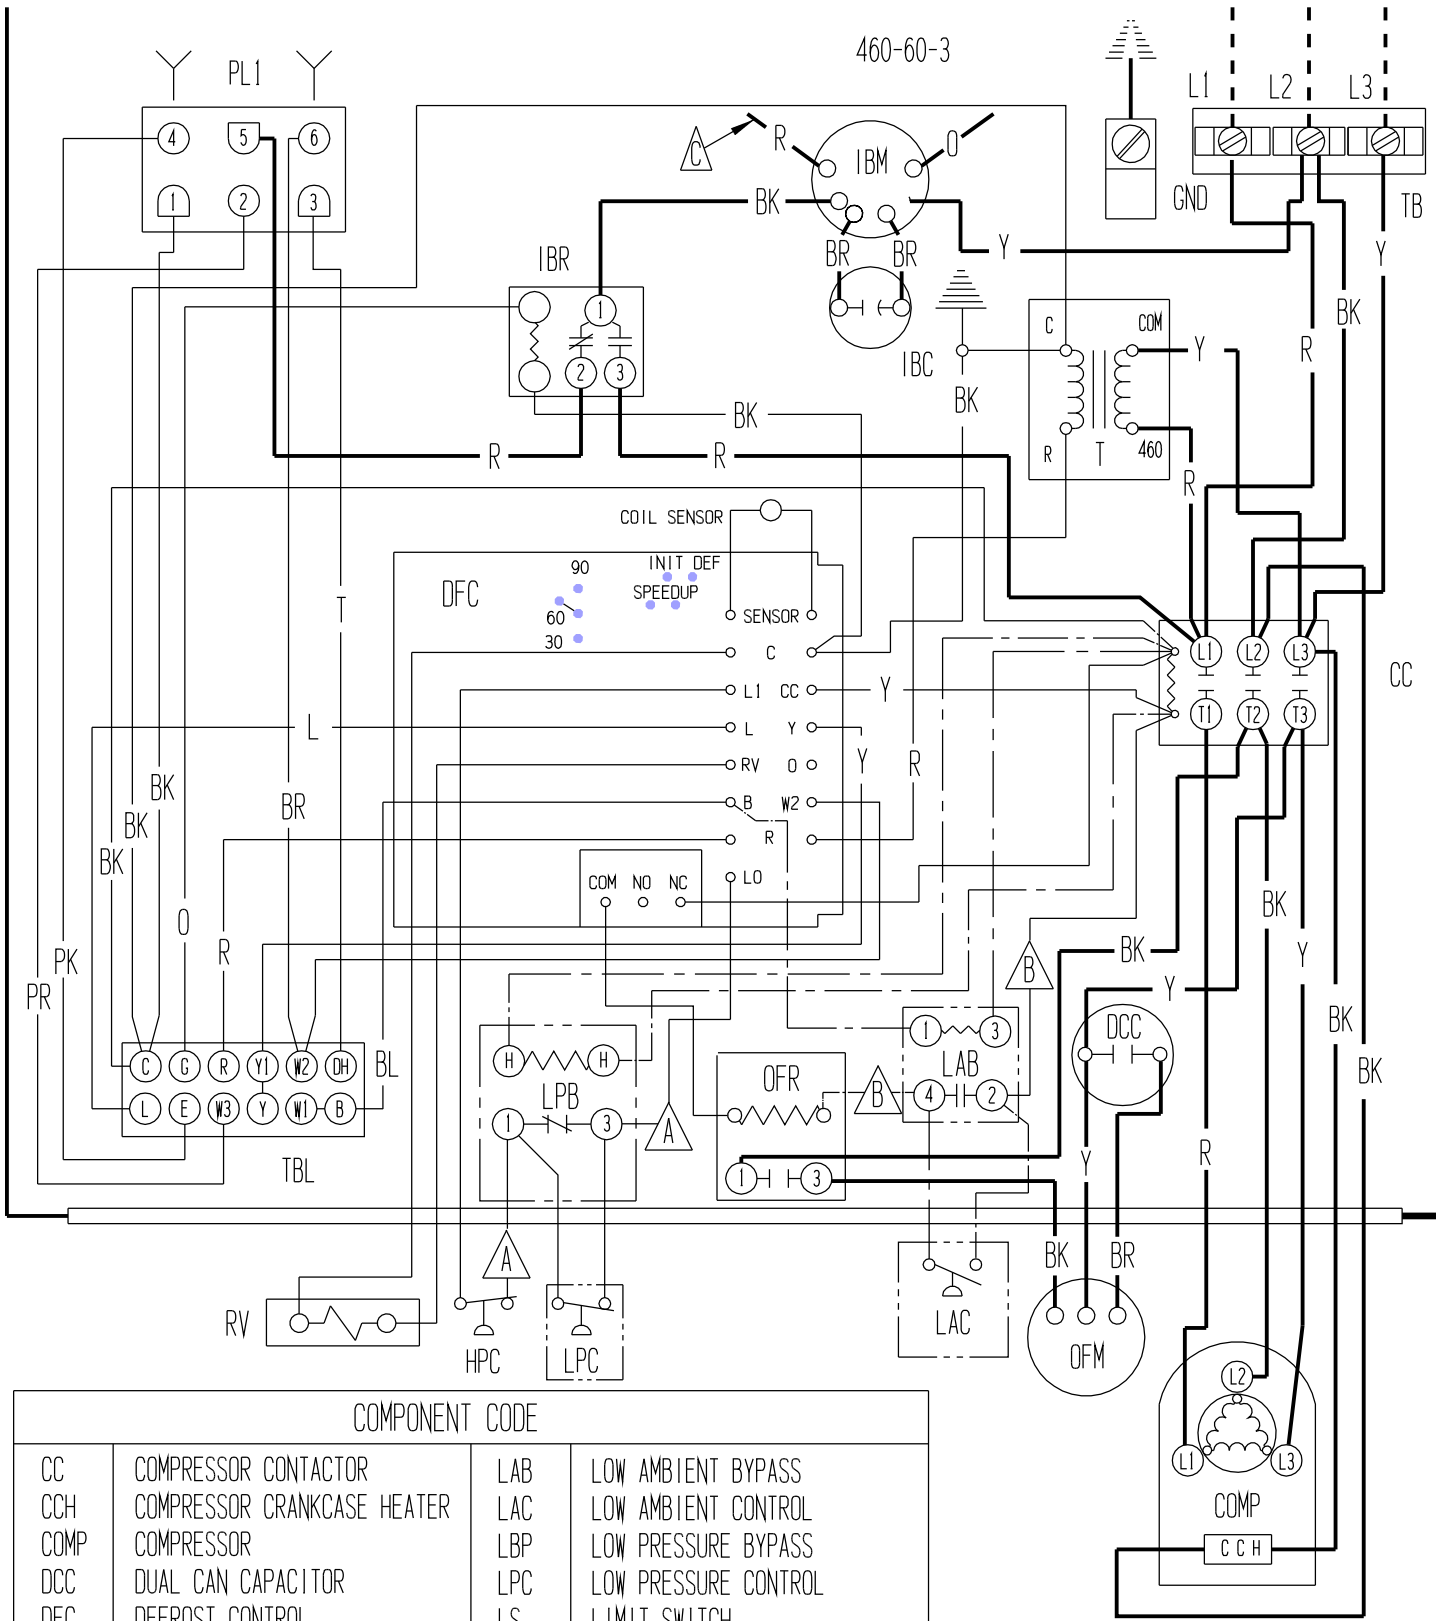 460-60-3
PL1
L1 L2 L3
4 5 6
1 2 3
C
R
IBM
O
BK
GND
TB
IBR
BR BR
Y
Y
BK
1
2 3
IBC
BK
C COM
R T 460
Y
R
R
BK
R
R
COIL SENSOR
DFC
90
60
30
INIT DEF
SPEEDUP
SENSOR
C
L1 CC
L Y
RV O
B W2
R
LO
COM NO NC
T
L
Y
Y
R
L1 L2 L3
T1 T2 T3
CC
BK
BK
BK
BR
O
R
PK
PR
BK
B
BK
Y
Y
BK
BK
C G R Y1 W2 DH
L E W3 Y W1 B
BL
TBL
H H
LPB
1 3
A
OFR
1 3
B
1 3
LAB
4 2
DCC
Y
R
A
BK BR
RV
HPC
LPC
LAC
OFM
L2
L1 L3
COMP
CCH
COMPONENT CODE
CC COMPRESSOR CONTACTOR LAB LOW AMBIENT BYPASS
CCH COMPRESSOR CRANKCASE HEATER LAC LOW AMBIENT CONTROL
COMP COMPRESSOR LBP LOW PRESSURE BYPASS
DCC DUAL CAN CAPACITOR LPC LOW PRESSURE CONTROL
DFC DEFROST CONTROL LS LIMIT SWITCH